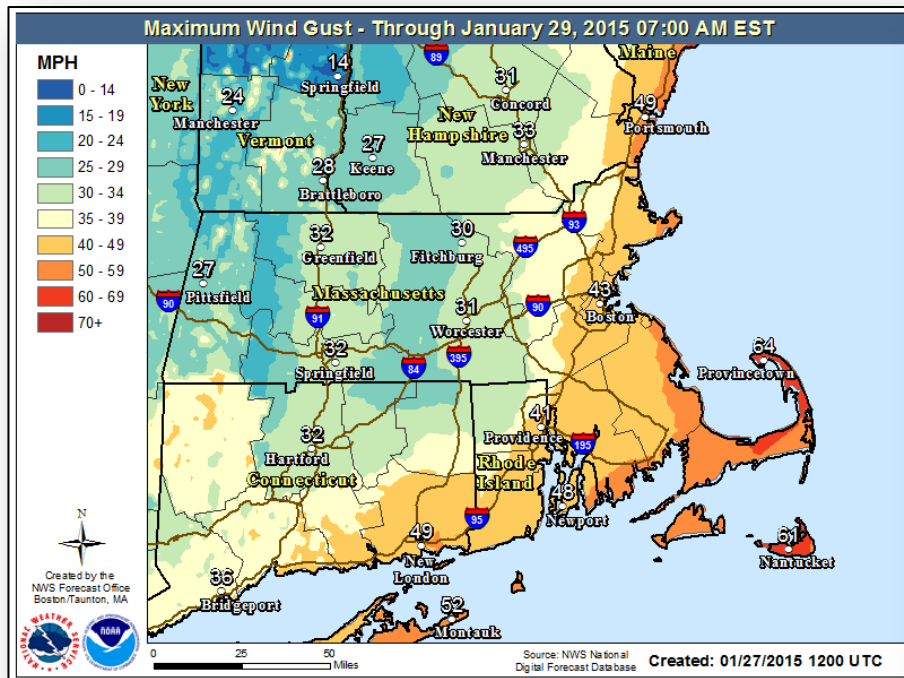 Maximum Wind Gust - Through January 29, 2015 07:00 AM EST
MPH
0 - 14
15 - 19
20 - 24
25 - 29
30 - 34
35 - 39
40 - 49
50 - 59
60 - 69
70+
New
York
Maine
89
14
Springfield
31
Concord
24
Manchester
Vermont
New
Hampshire
49
Portsmouth
33
Manchester
27
Keene
28
Brattleboro
93
32
Greenfield
30
Fitchburg
495
27
Pittsfield
Massachusetts
90
91
31
Worcester
90
43
Boston
32
Springfield
84
395
64
Provincetown
32
Hartford
Connecticut
41
Providence
195
Rhode
Island
48
Newport
95
49
New
London
61
Nantucket
36
Bridgeport
52
Montauk
N
Created by the
NWS Forecast Office
Boston/Taunton, MA
NATIONAL WEATHER SERVICE
NOAA
0 25 50
Miles
Source: NWS National
Digital Forecast Database
Created: 01/27/2015 1200 UTC